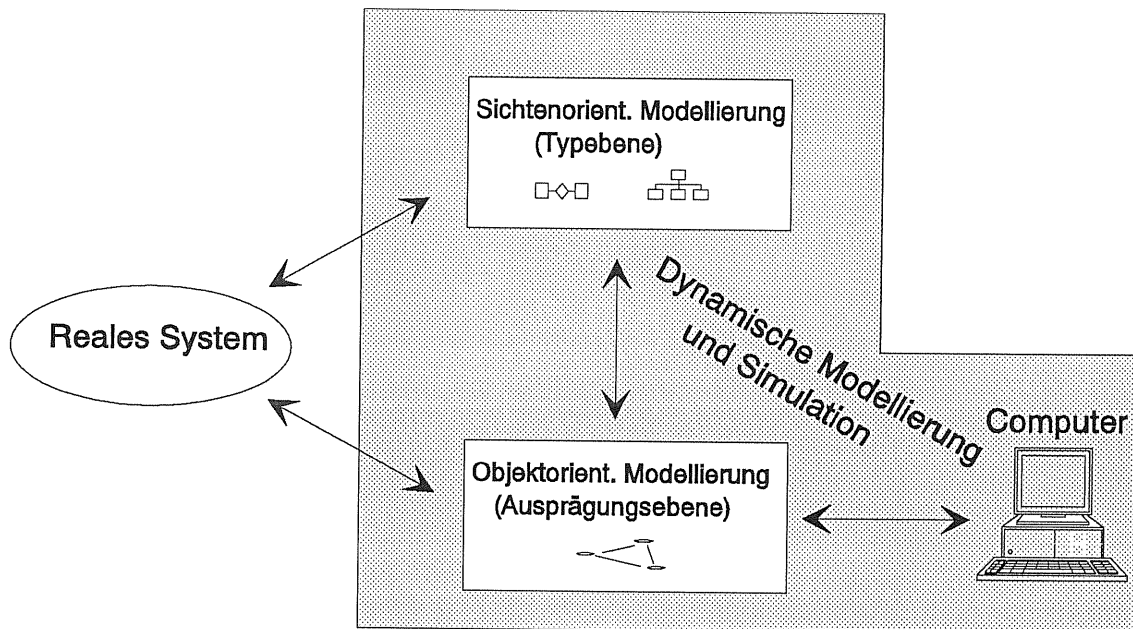 Sichtenorient. Modellierung
(Typebene)
Reales System
Dynamische Modellierung
und Simulation
Computer
Objektorient. Modellierung
(Ausprägungsebene)